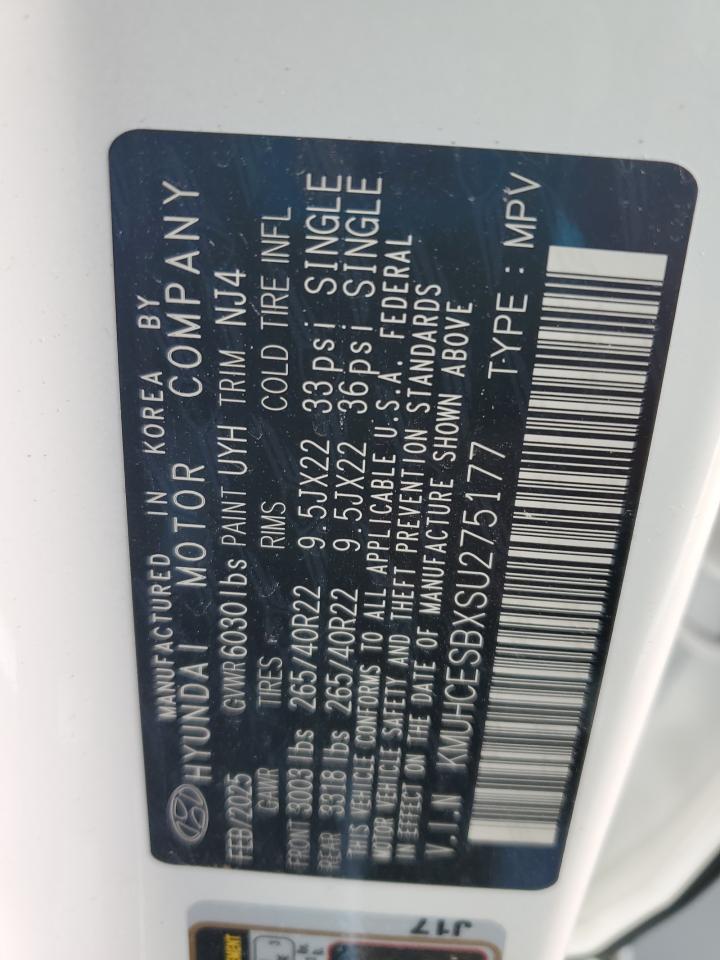 MANUFACTURED IN KOREA BY
HYUNDAI MOTOR COMPANY
FEB/2025 GVWR 6030lbs PAINT UYH TRIM NJ4
GAWR TIRES RIMS COLD TIRE INFL
FRONT 3003 lbs 265/40R22 9.5JX22 33psi SINGLE
REAR 3318 lbs 265/40R22 9.5JX22 36psi SINGLE
THIS VEHICLE CONFORMS TO ALL APPLICABLE U.S.A. FEDERAL
MOTOR VEHICLE SAFETY AND THEFT PREVENTION STANDARDS
IN EFFECT ON THE DATE OF MANUFACTURE SHOWN ABOVE
V.I.N KMUHCESBXSU275177 TYPE : MPV
J17